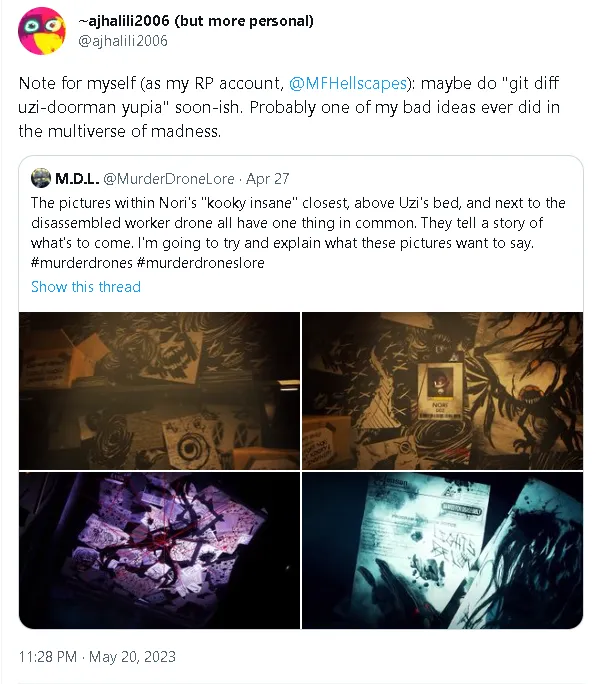 ~ajhalili2006 (but more personal)
@ajhalili2006
Note for myself (as my RP account, @MFHellscapes): maybe do "git diff
uzi-doorman yupia" soon-ish. Probably one of my bad ideas ever did in
the multiverse of madness.
M.D.L. @MurderDroneLore · Apr 27
The pictures within Nori's "kooky insane" closest, above Uzi's bed, and next to the
disassembled worker drone all have one thing in common. They tell a story of
what's to come. I'm going to try and explain what these pictures want to say.
#murderdrones #murderdroneslore
Show this thread
NORI
11:28 PM · May 20, 2023